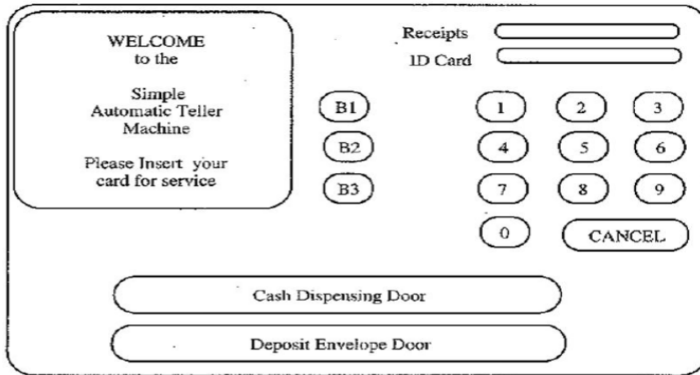 WELCOME
to the
Simple
Automatic Teller
Machine
Please Insert your
card for service
Receipts
ID Card
B1
1 2 3
B2
4 5 6
B3
7 8 9
0 CANCEL
Cash Dispensing Door
Deposit Envelope Door